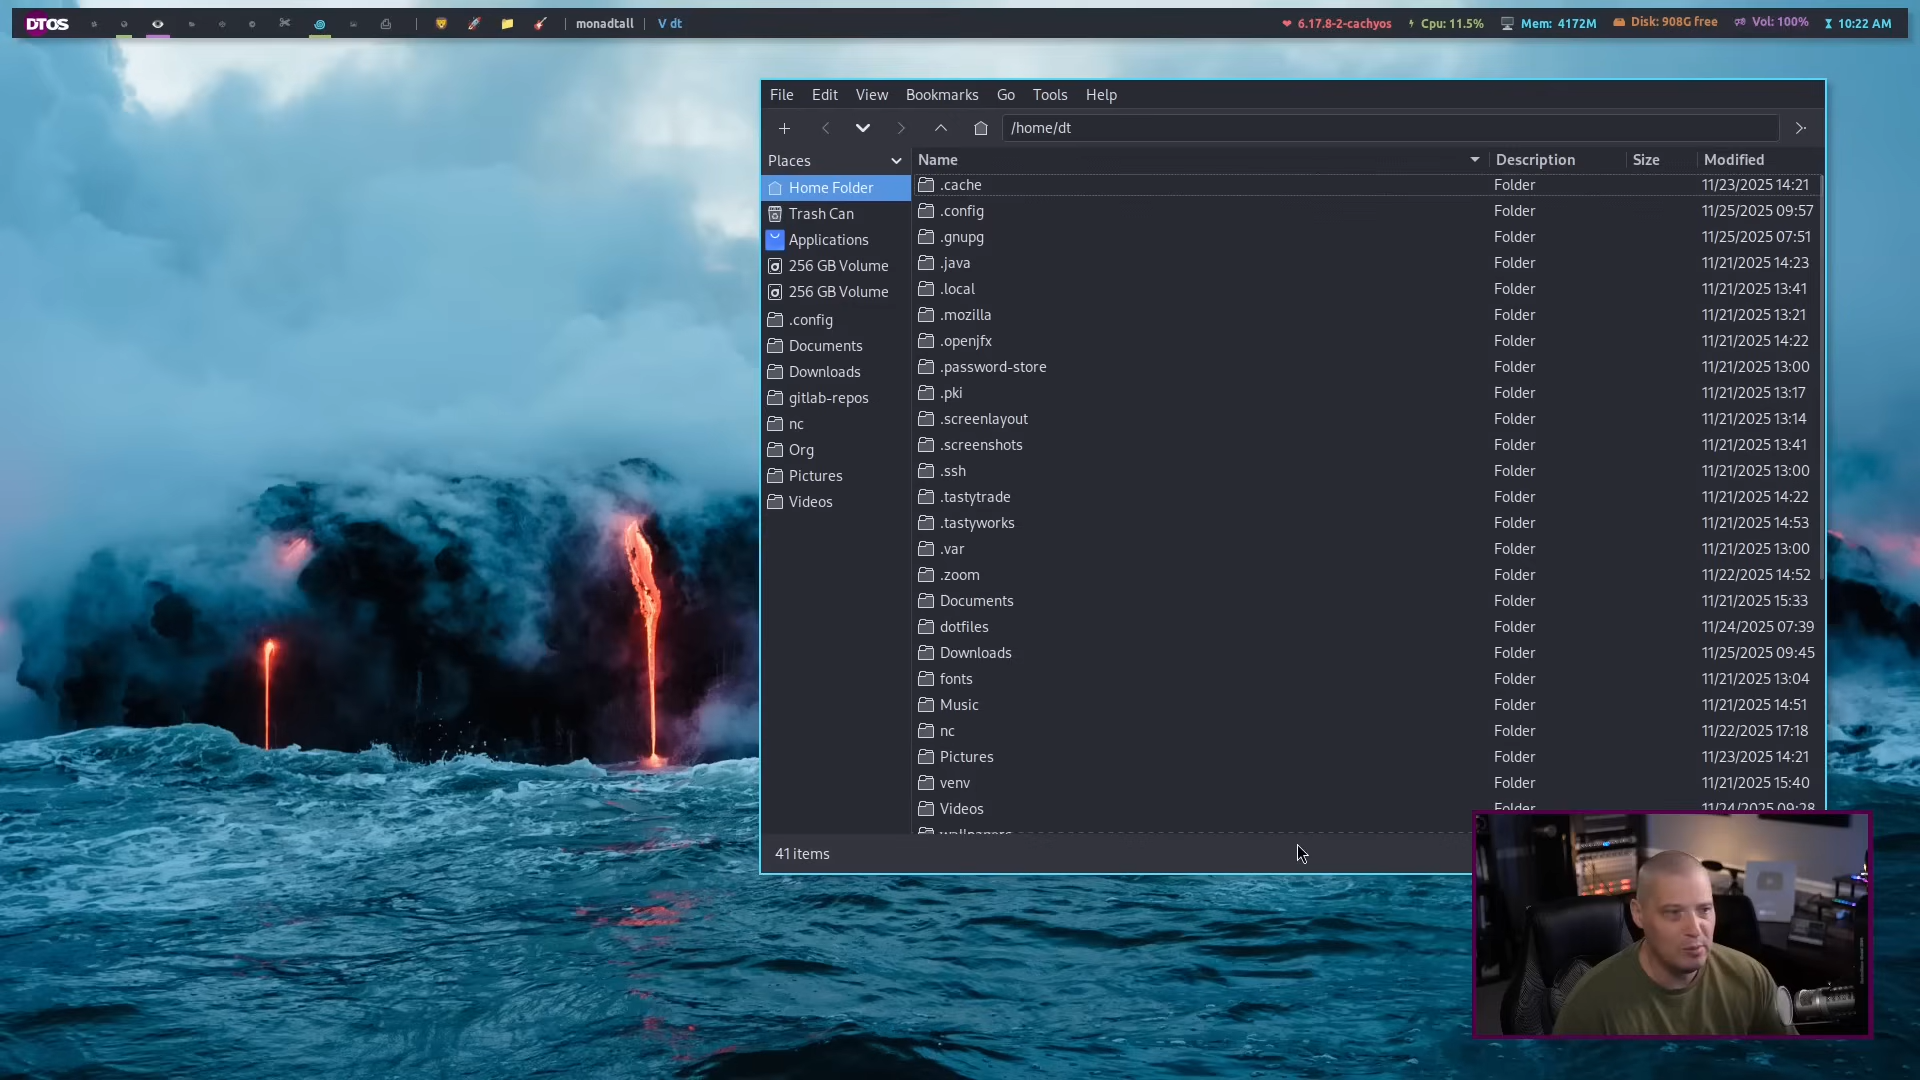 DTOS monadtall V dt 6.17.8-2-cachyos Cpu: 11.5% Mem: 4172M Disk: 908G free Vol: 100% 10:22 AM
File Edit View Bookmarks Go Tools Help
/home/dt
Places
Home Folder
Trash Can
Applications
256 GB Volume
256 GB Volume
.config
Documents
Downloads
gitlab-repos
nc
Org
Pictures
Videos
Name Description Size Modified
.cache Folder 11/23/2025 14:21
.config Folder 11/25/2025 09:57
.gnupg Folder 11/25/2025 07:51
.java Folder 11/21/2025 14:23
.local Folder 11/21/2025 13:41
.mozilla Folder 11/21/2025 13:21
.openjfx Folder 11/21/2025 14:22
.password-store Folder 11/21/2025 13:00
.pki Folder 11/21/2025 13:17
.screenlayout Folder 11/21/2025 13:14
.screenshots Folder 11/21/2025 13:41
.ssh Folder 11/21/2025 13:00
.tastytrade Folder 11/21/2025 14:22
.tastyworks Folder 11/21/2025 14:53
.var Folder 11/21/2025 13:00
.zoom Folder 11/22/2025 14:52
Documents Folder 11/21/2025 15:33
dotfiles Folder 11/24/2025 07:39
Downloads Folder 11/25/2025 09:45
fonts Folder 11/21/2025 13:04
Music Folder 11/21/2025 14:51
nc Folder 11/22/2025 17:18
Pictures Folder 11/23/2025 14:21
venv Folder 11/21/2025 15:40
Videos Folder 11/24/2025 09:28
wallpapers
41 items